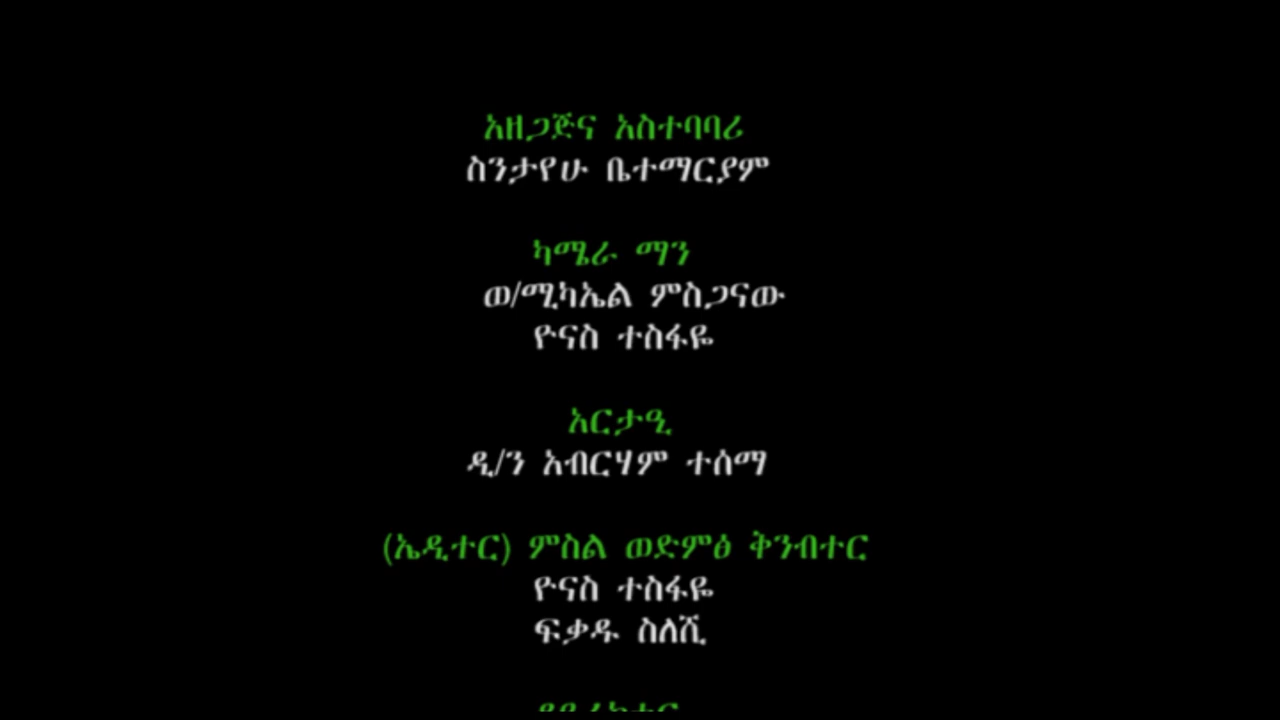 አዘጋጅና አስተባባሪ
ስንታየሁ ቤተማርያም
ካሜራ ማን
ወ/ሚካኤል ምስጋናው
ዮናስ ተስፋዬ
አርታዒ
ዲ/ን አብርሃም ተሰማ
(ኤዲተር) ምስል ወድምፅ ቅንብተር
ዮናስ ተስፋዬ
ፍቃዱ ስለሺ